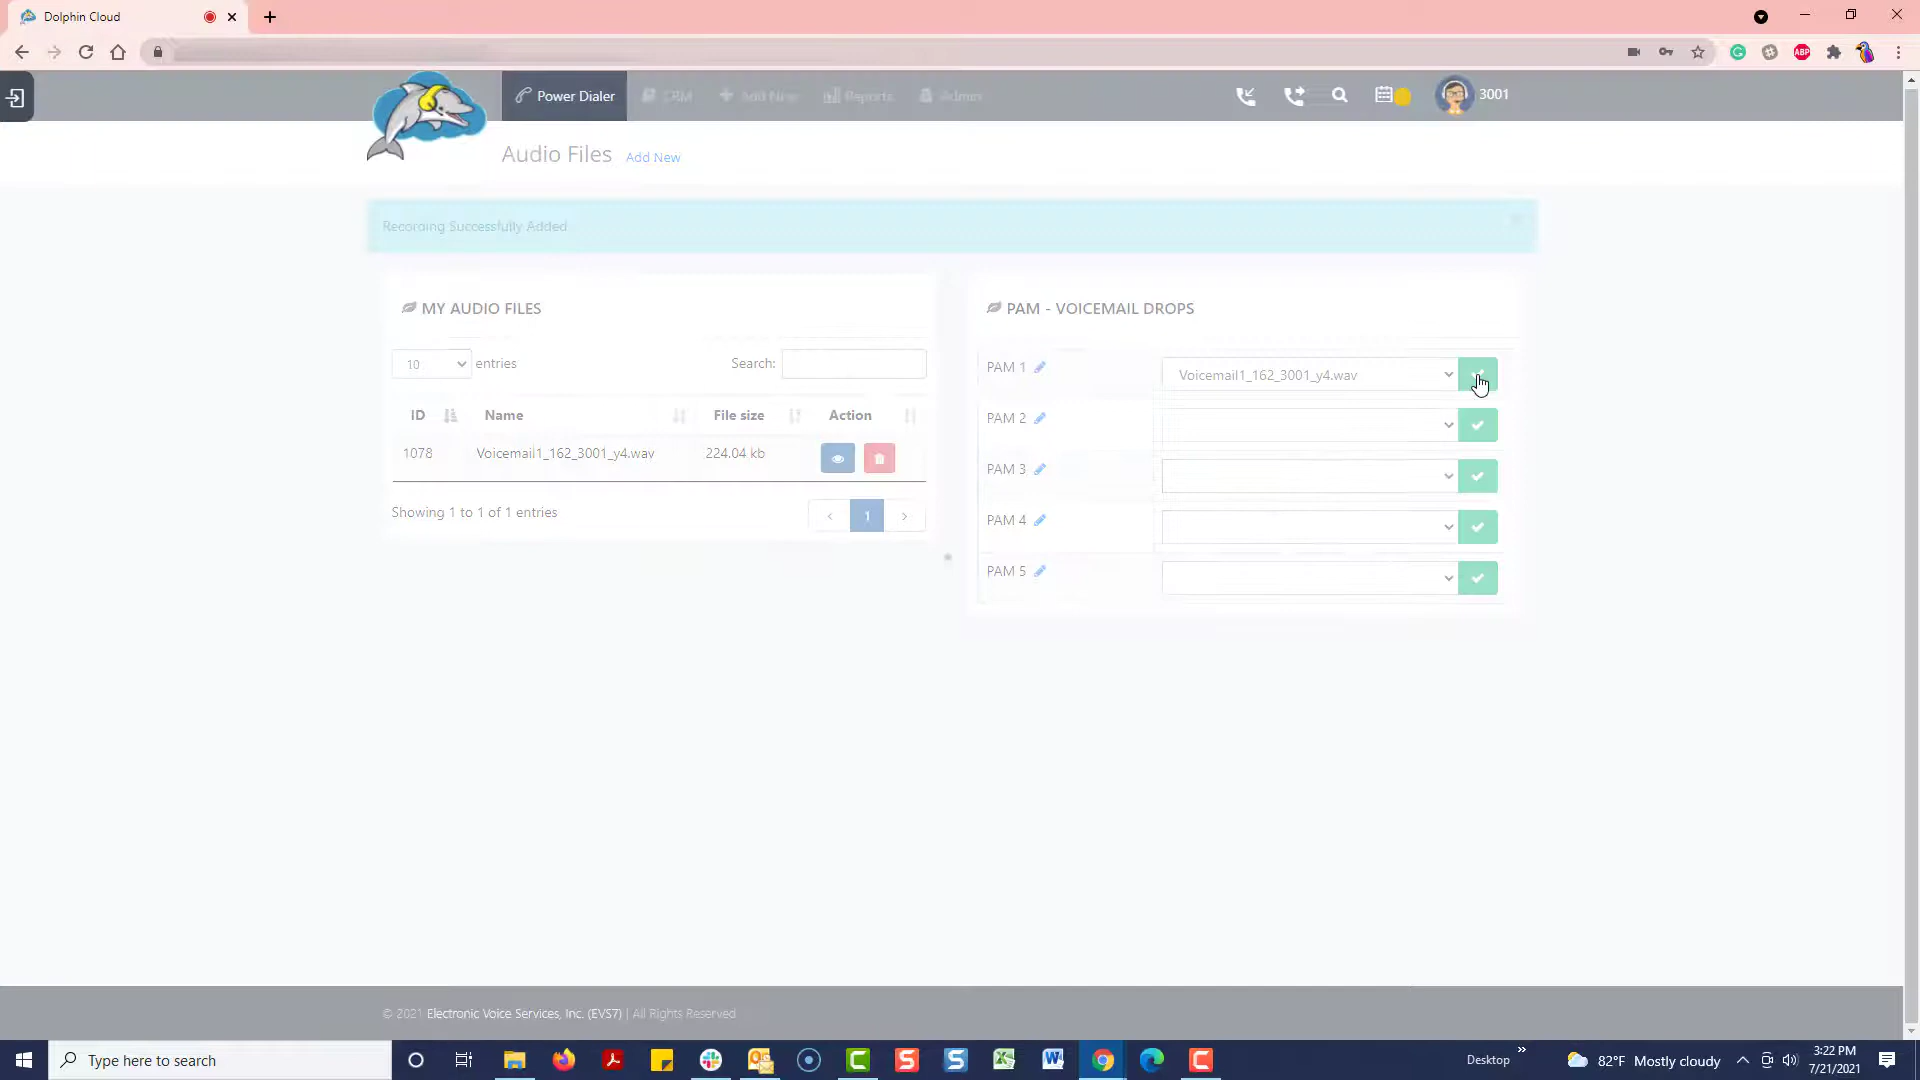 Dolphin Cloud
Power Dialer CRM Add New Reports Admin 3001
Audio Files Add New
Recording Successfully Added
MY AUDIO FILES
10 entries Search:
ID Name File size Action
1078 Voicemail1_162_3001_y4.wav 224.04 kb
Showing 1 to 1 of 1 entries
‹ 1 ›
PAM - VOICEMAIL DROPS
PAM 1 Voicemail1_162_3001_y4.wav
PAM 2
PAM 3
PAM 4
PAM 5
© 2021 Electronic Voice Services, Inc. (EVS7) | All Rights Reserved
Type here to search
Desktop »
82°F Mostly cloudy
3:22 PM
7/21/2021